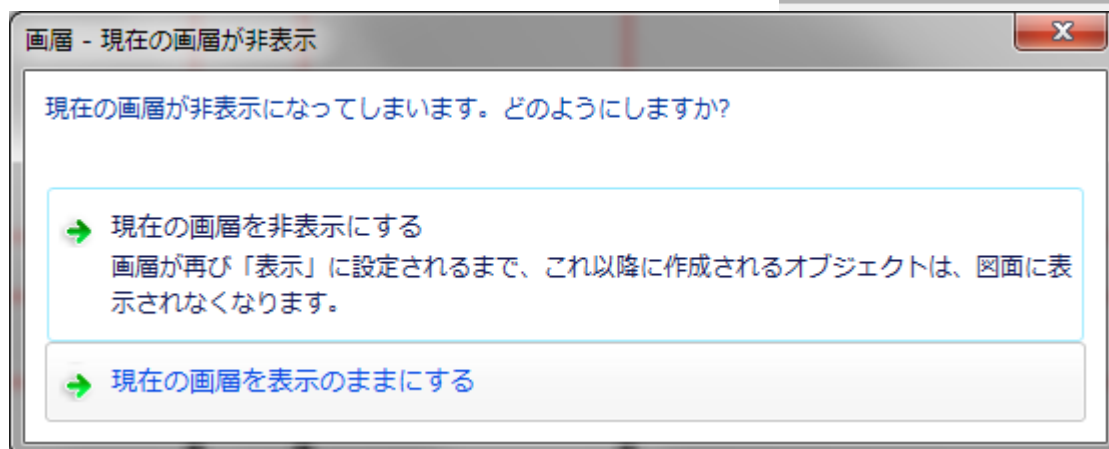 画層 - 現在の画層が非表示
現在の画層が非表示になってしまいます。どのようにしますか?
現在の画層を非表示にする
画層が再び「表示」に設定されるまで、これ以降に作成されるオブジェクトは、図面に表
示されなくなります。
現在の画層を表示のままにする